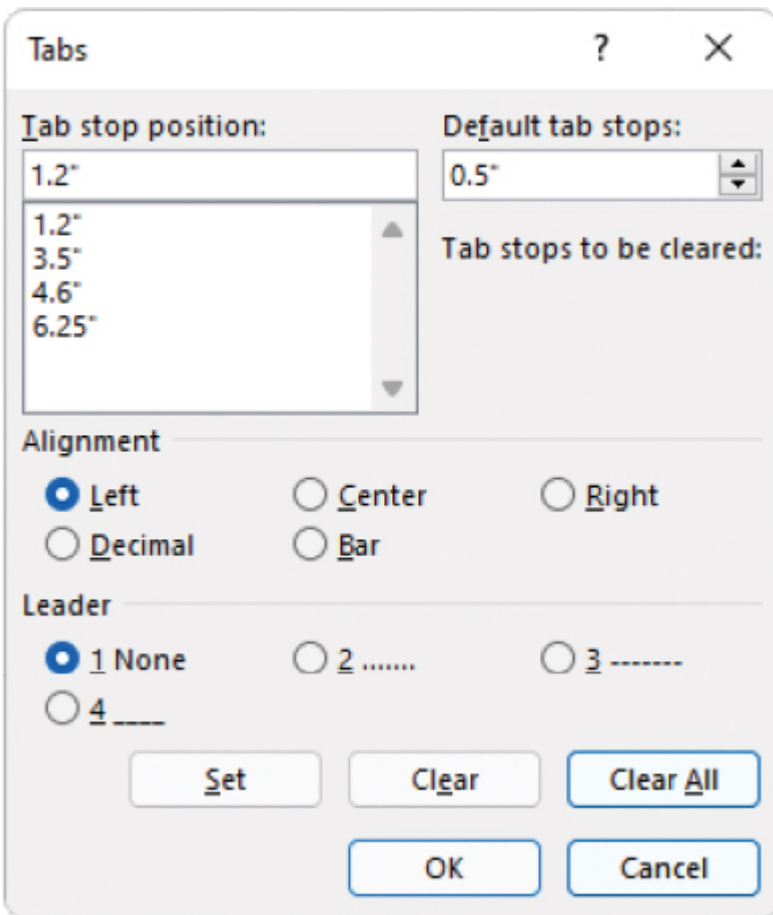 Tabs ?
Tab stop position: Default tab stops:
1.2" 0.5"
1.2"
3.5"
4.6"
6.25"
Tab stops to be cleared:
Alignment
Left Center Right
Decimal Bar
Leader
1 None 2 ....... 3 -------
4 ____
Set Clear Clear All
OK Cancel